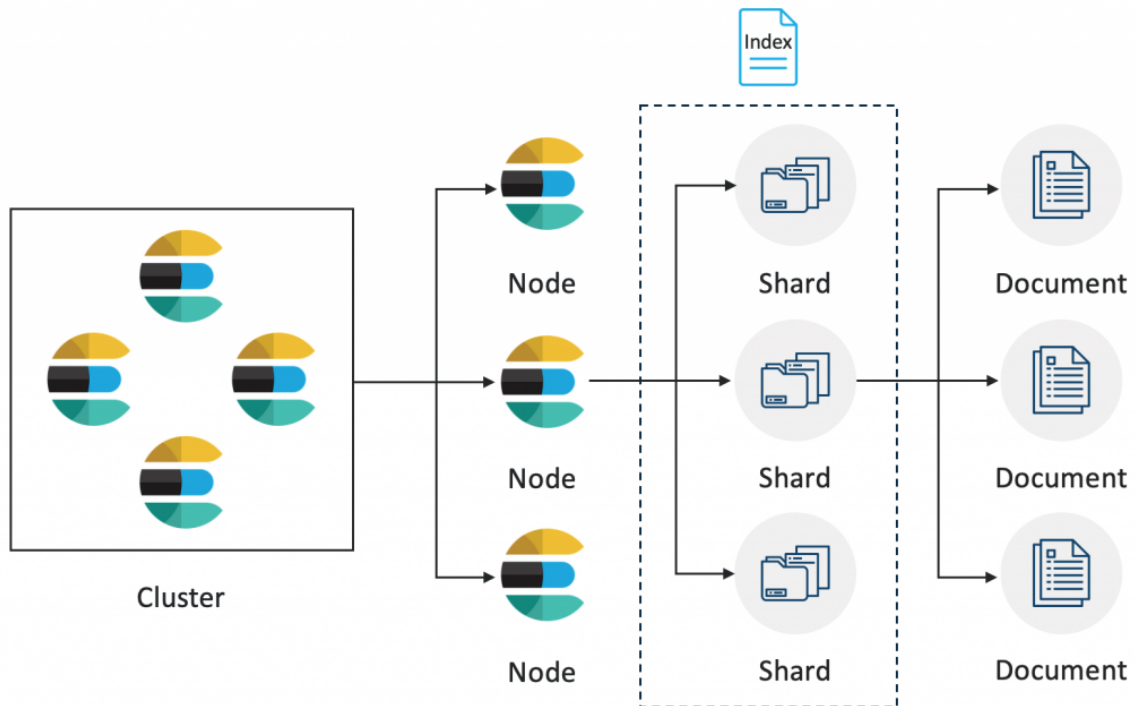 Index
Node
Shard
Document
Node
Shard
Document
Cluster
Node
Shard
Document